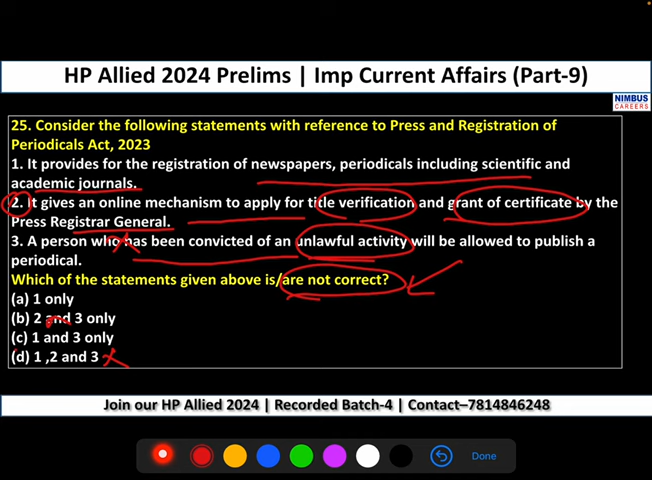 HP Allied 2024 Prelims | Imp Current Affairs (Part-9)
NIMBUS
CAREERS
25. Consider the following statements with reference to Press and Registration of
Periodicals Act, 2023
1. It provides for the registration of newspapers, periodicals including scientific and
academic journals.
2. It gives an online mechanism to apply for title verification and grant of certificate by the
Press Registrar General.
3. A person who has been convicted of an unlawful activity will be allowed to publish a
periodical.
Which of the statements given above is/are not correct?
(a) 1 only
(b) 2 and 3 only
(c) 1 and 3 only
(d) 1 ,2 and 3
Join our HP Allied 2024 | Recorded Batch-4 | Contact–7814846248
Done